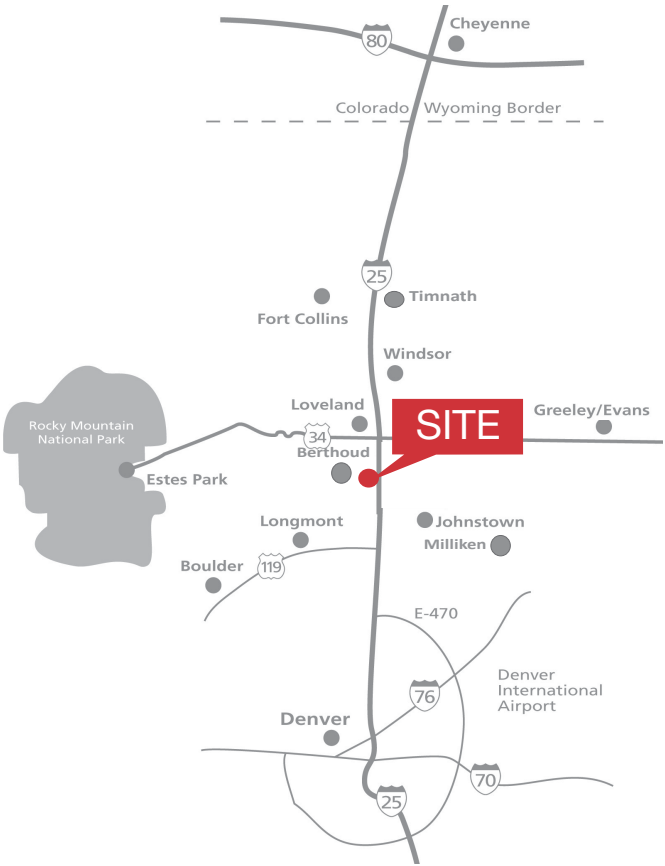 Cheyenne
80
Colorado Wyoming Border
25
Timnath
Fort Collins
Windsor
Loveland
SITE
Greeley/Evans
Rocky Mountain
National Park
34
Berthoud
Estes Park
Longmont
Johnstown
Milliken
Boulder
119
E-470
Denver
International
Airport
76
Denver
70
25